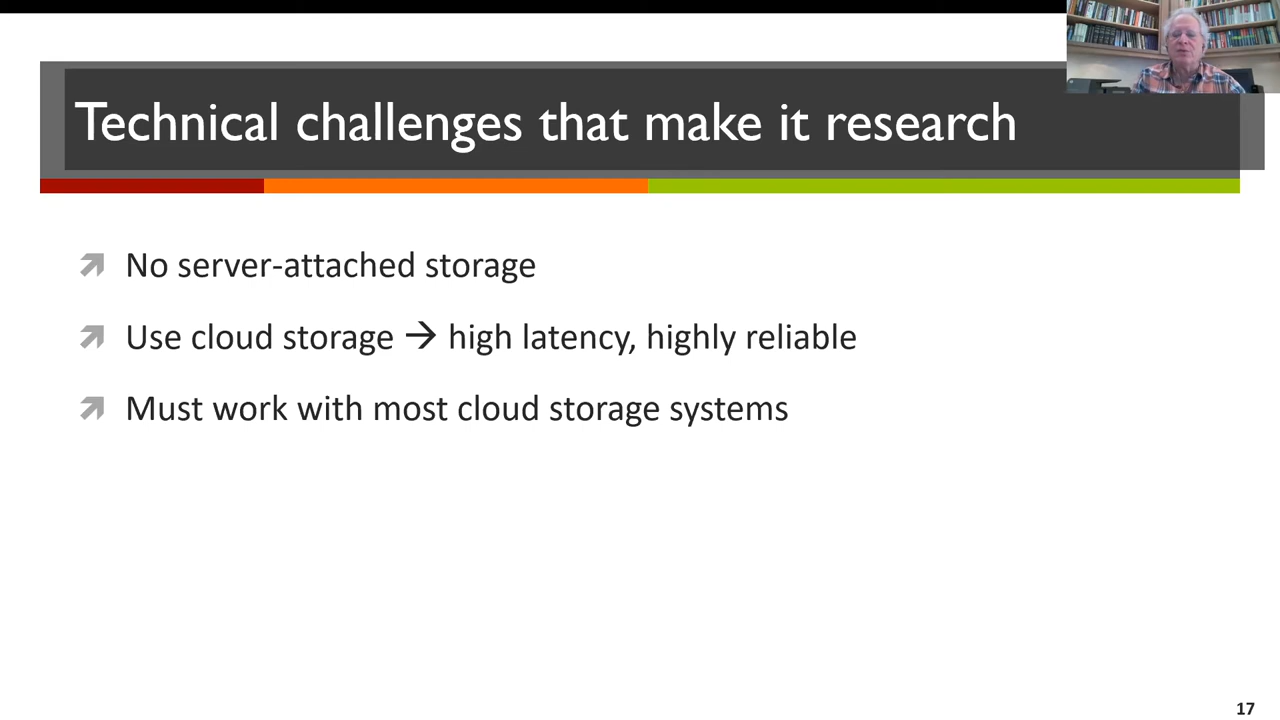 Technical challenges that make it research
No server-attached storage
Use cloud storage → high latency, highly reliable
Must work with most cloud storage systems
17